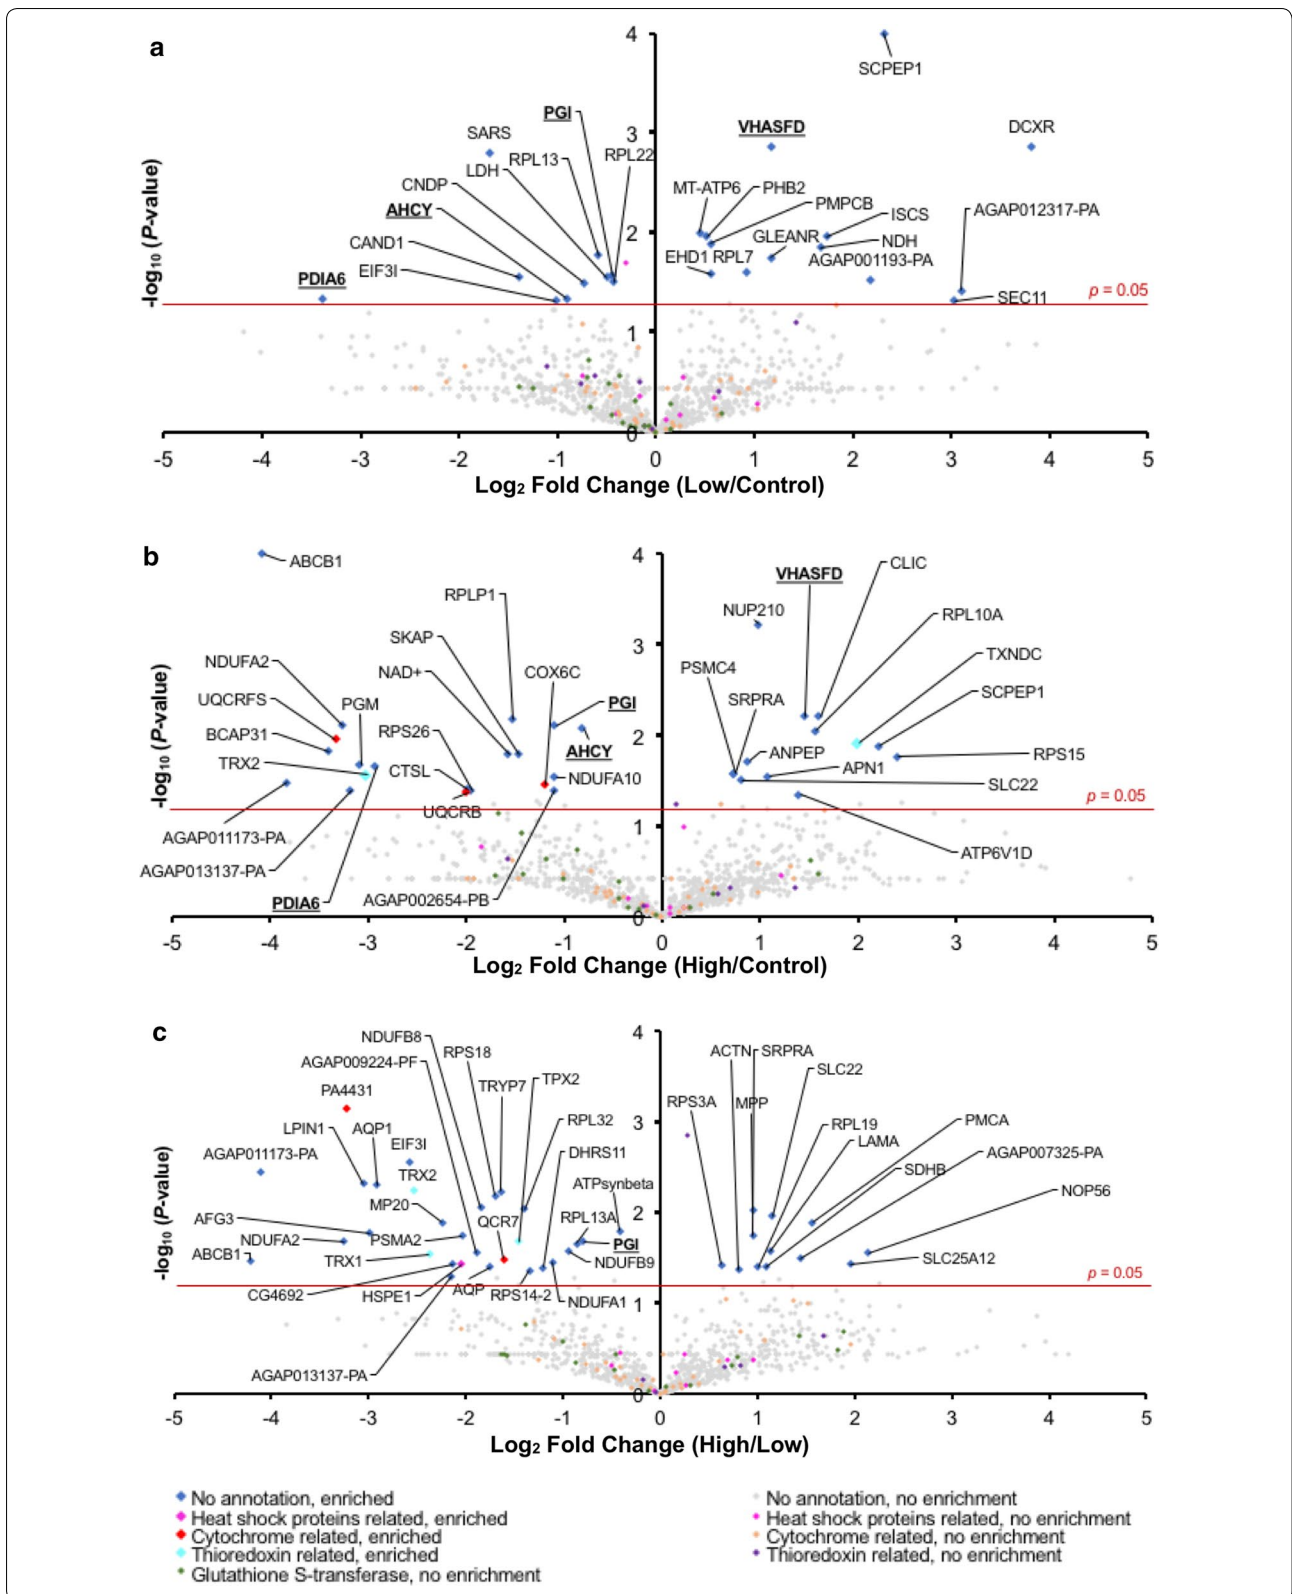 a
4
3
2
1
0
-log10 (P-value)
SCPEP1
PGI
VHASFD
DCXR
SARS
RPL13
RPL22
LDH
CNDP
MT-ATP6
PHB2
AHCY
PMPCB
ISCS
AGAP012317-PA
CAND1
GLEANR
NDH
EHD1 RPL7
AGAP001193-PA
EIF3I
PDIA6
SEC11
p = 0.05
-5 -4 -3 -2 -1 0 1 2 3 4 5
Log2 Fold Change (Low/Control)
b
4
3
2
1
0
-log10 (P-value)
ABCB1
CLIC
VHASFD
RPLP1
NUP210
RPL10A
SKAP
NDUFA2
NAD+
COX6C
PSMC4
TXNDC
UQCRFS
PGM
PGI
SRPRA
SCPEP1
BCAP31
RPS26
AHCY
ANPEP
RPS15
TRX2
CTSL
NDUFA10
APN1
SLC22
UQCRB
p = 0.05
AGAP011173-PA
ATP6V1D
AGAP013137-PA
PDIA6
AGAP002654-PB
-5 -4 -3 -2 -1 0 1 2 3 4 5
Log2 Fold Change (High/Control)
c
4
3
2
1
0
-log10 (P-value)
NDUFB8
RPS18
ACTN
SRPRA
AGAP009224-PF
SLC22
PA4431
TRYP7
TPX2
RPS3A
MPP
LPIN1
AQP1
RPL32
RPL19
PMCA
AGAP011173-PA
EIF3I
DHRS11
LAMA
AGAP007325-PA
TRX2
ATPsynbeta
SDHB
NOP56
MP20
AFG3
QCR7
RPL13A
NDUFA2
PSMA2
PGI
ABCB1
TRX1
NDUFB9
SLC25A12
p = 0.05
CG4692
HSPE1
AQP
RPS14-2
NDUFA1
AGAP013137-PA
-5 -4 -3 -2 -1 0 1 2 3 4 5
Log2 Fold Change (High/Low)
No annotation, enriched
Heat shock proteins related, enriched
Cytochrome related, enriched
Thioredoxin related, enriched
Glutathione S-transferase, no enrichment
No annotation, no enrichment
Heat shock proteins related, no enrichment
Cytochrome related, no enrichment
Thioredoxin related, no enrichment